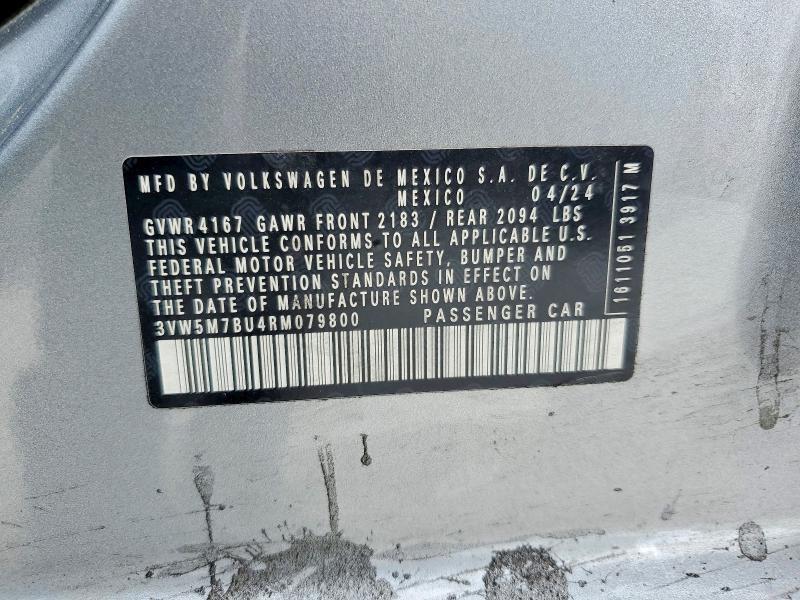 MFD BY VOLKSWAGEN DE MEXICO S.A. DE C.V.
MEXICO 04/24
GVWR 4167 GAWR FRONT 2183 / REAR 2094 LBS
THIS VEHICLE CONFORMS TO ALL APPLICABLE U.S.
FEDERAL MOTOR VEHICLE SAFETY, BUMPER AND
THEFT PREVENTION STANDARDS IN EFFECT ON
THE DATE OF MANUFACTURE SHOWN ABOVE.
3VW5M7BU4RM079800 PASSENGER CAR
1611051 3917 M